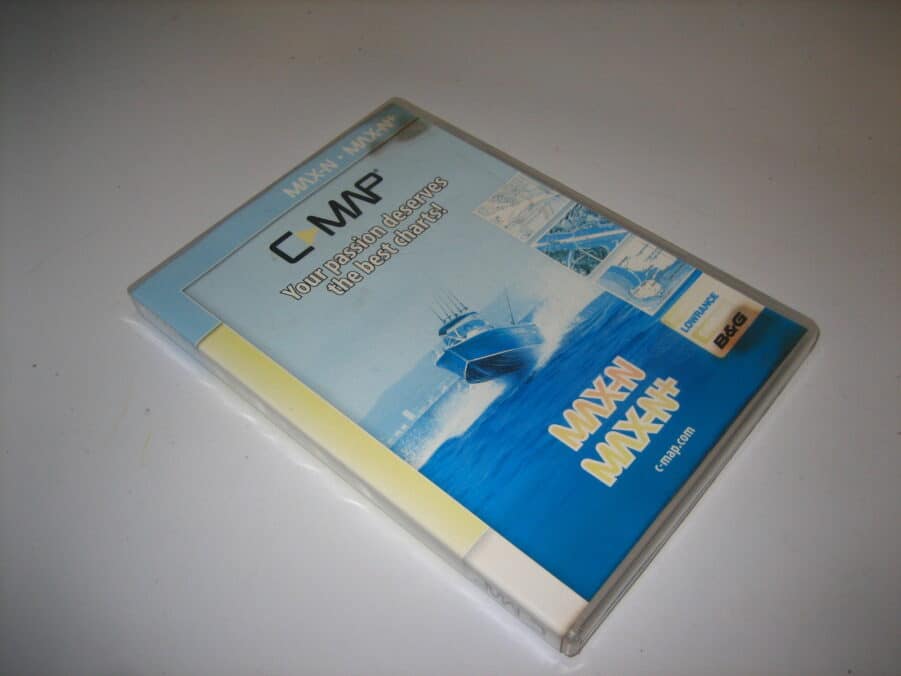 MAX-N · MAX-N+
C-MAP®
Your passion deserves
the best charts!
LOWRANCE
B&G
MAX-N
MAX-N+
c-map.com